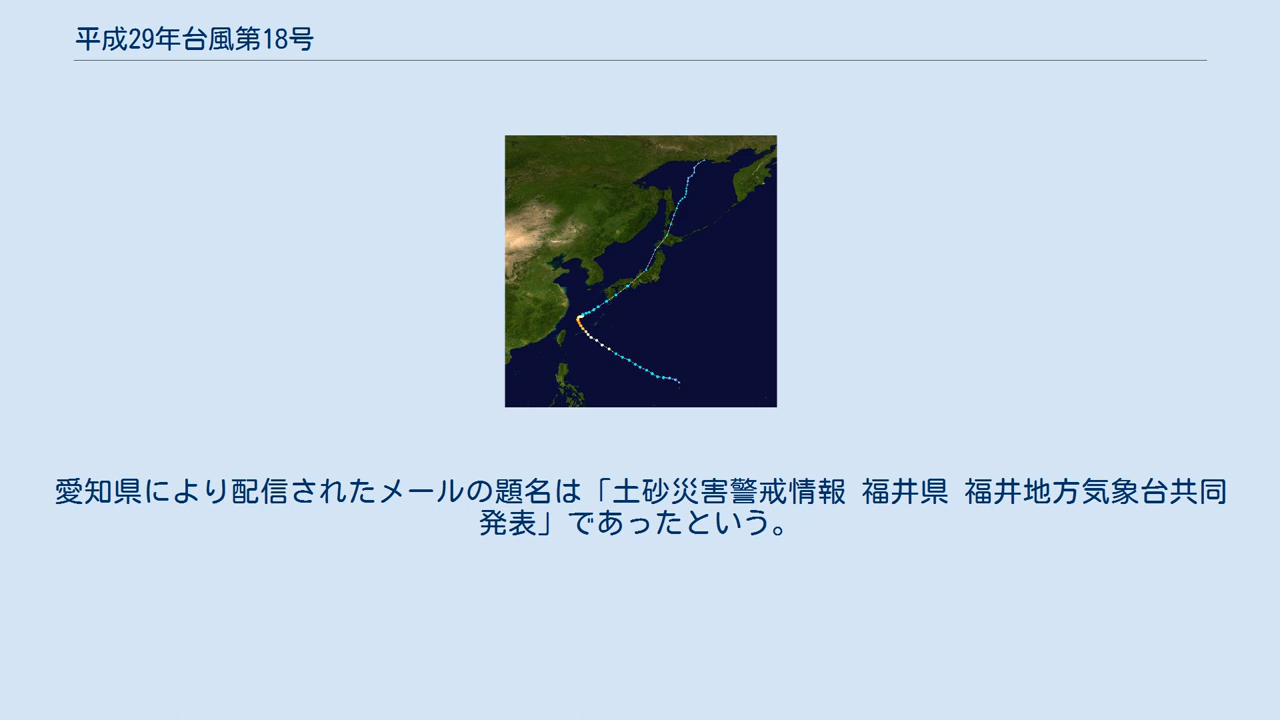 平成29年台風第18号
愛知県により配信されたメールの題名は「土砂災害警戒情報 福井県 福井地方気象台共同
発表」であったという。